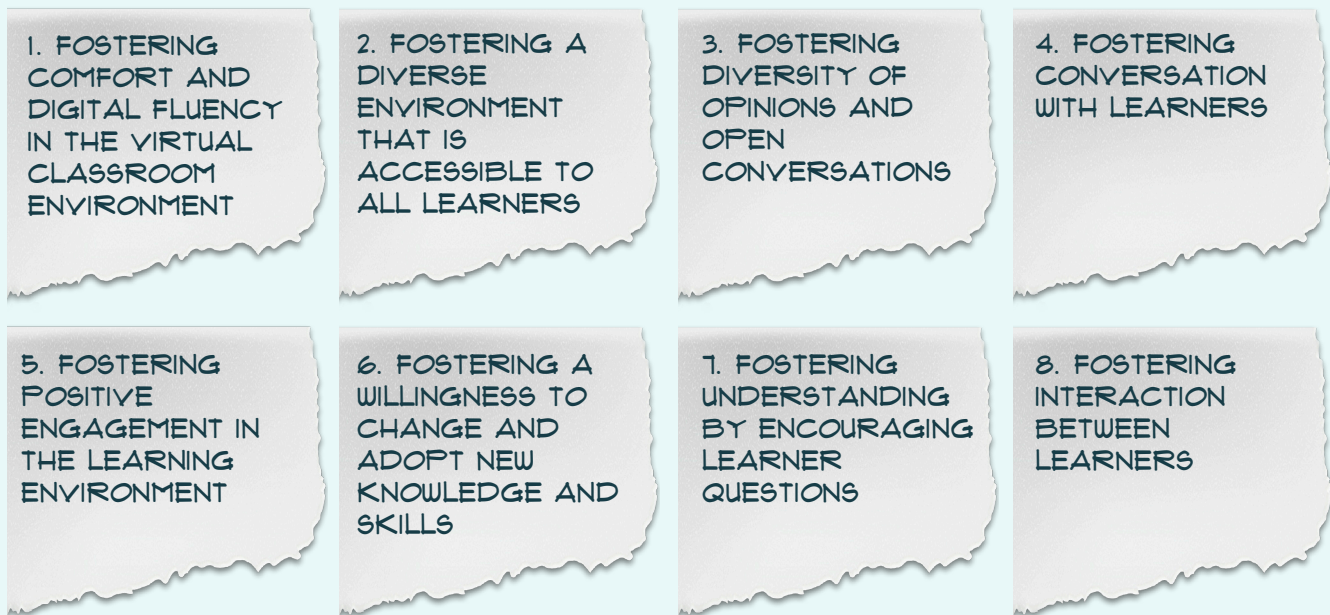 1. FOSTERING
COMFORT AND
DIGITAL FLUENCY
IN THE VIRTUAL
CLASSROOM
ENVIRONMENT
2. FOSTERING A
DIVERSE
ENVIRONMENT
THAT IS
ACCESSIBLE TO
ALL LEARNERS
3. FOSTERING
DIVERSITY OF
OPINIONS AND
OPEN
CONVERSATIONS
4. FOSTERING
CONVERSATION
WITH LEARNERS
5. FOSTERING
POSITIVE
ENGAGEMENT IN
THE LEARNING
ENVIRONMENT
6. FOSTERING A
WILLINGNESS TO
CHANGE AND
ADOPT NEW
KNOWLEDGE AND
SKILLS
7. FOSTERING
UNDERSTANDING
BY ENCOURAGING
LEARNER
QUESTIONS
8. FOSTERING
INTERACTION
BETWEEN
LEARNERS